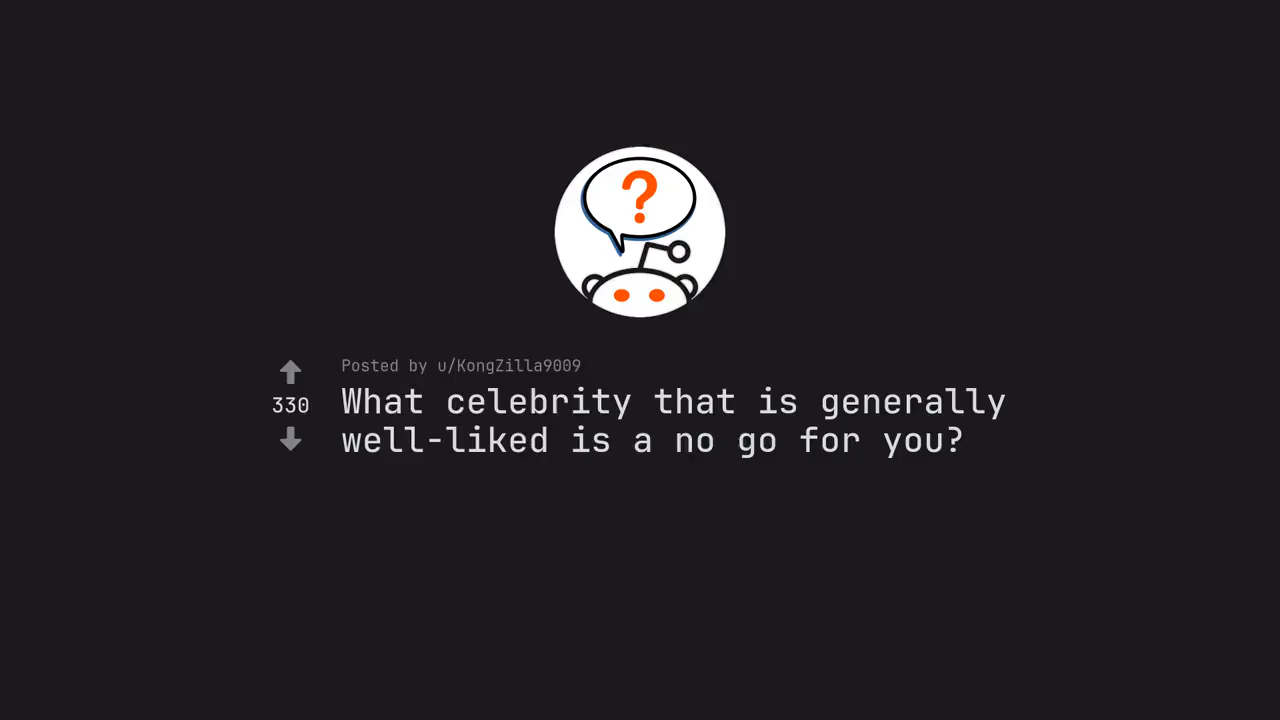 ?
Posted by u/KongZilla9009
330
What celebrity that is generally
well-liked is a no go for you?